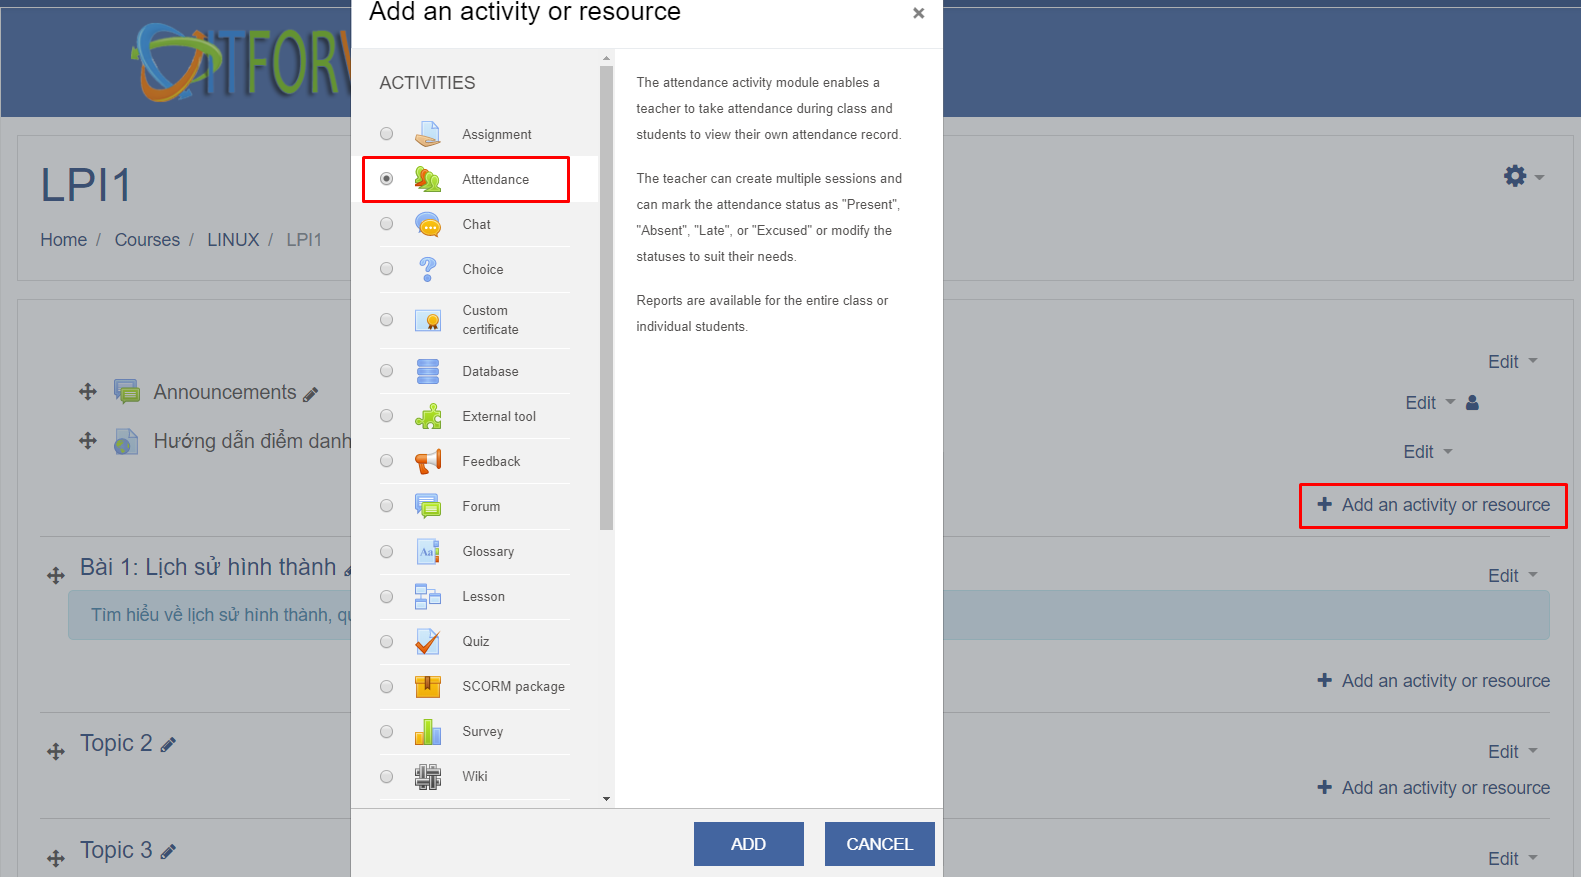 Add an activity or resource
×
ITFORV
LPI1
Home / Courses / LINUX / LPI1
ACTIVITIES
Assignment
Attendance
Chat
Choice
Custom
certificate
Database
External tool
Feedback
Forum
Glossary
Lesson
Quiz
SCORM package
Survey
Wiki
The attendance activity module enables a
teacher to take attendance during class and
students to view their own attendance record.
The teacher can create multiple sessions and
can mark the attendance status as "Present",
"Absent", "Late", or "Excused" or modify the
statuses to suit their needs.
Reports are available for the entire class or
individual students.
ADD
CANCEL
Edit
Announcements
Edit
Hướng dẫn điểm danh
Edit
Add an activity or resource
Bài 1: Lịch sử hình thành
Edit
Tìm hiểu về lịch sử hình thành,
Add an activity or resource
Topic 2
Edit
Add an activity or resource
Topic 3
Edit